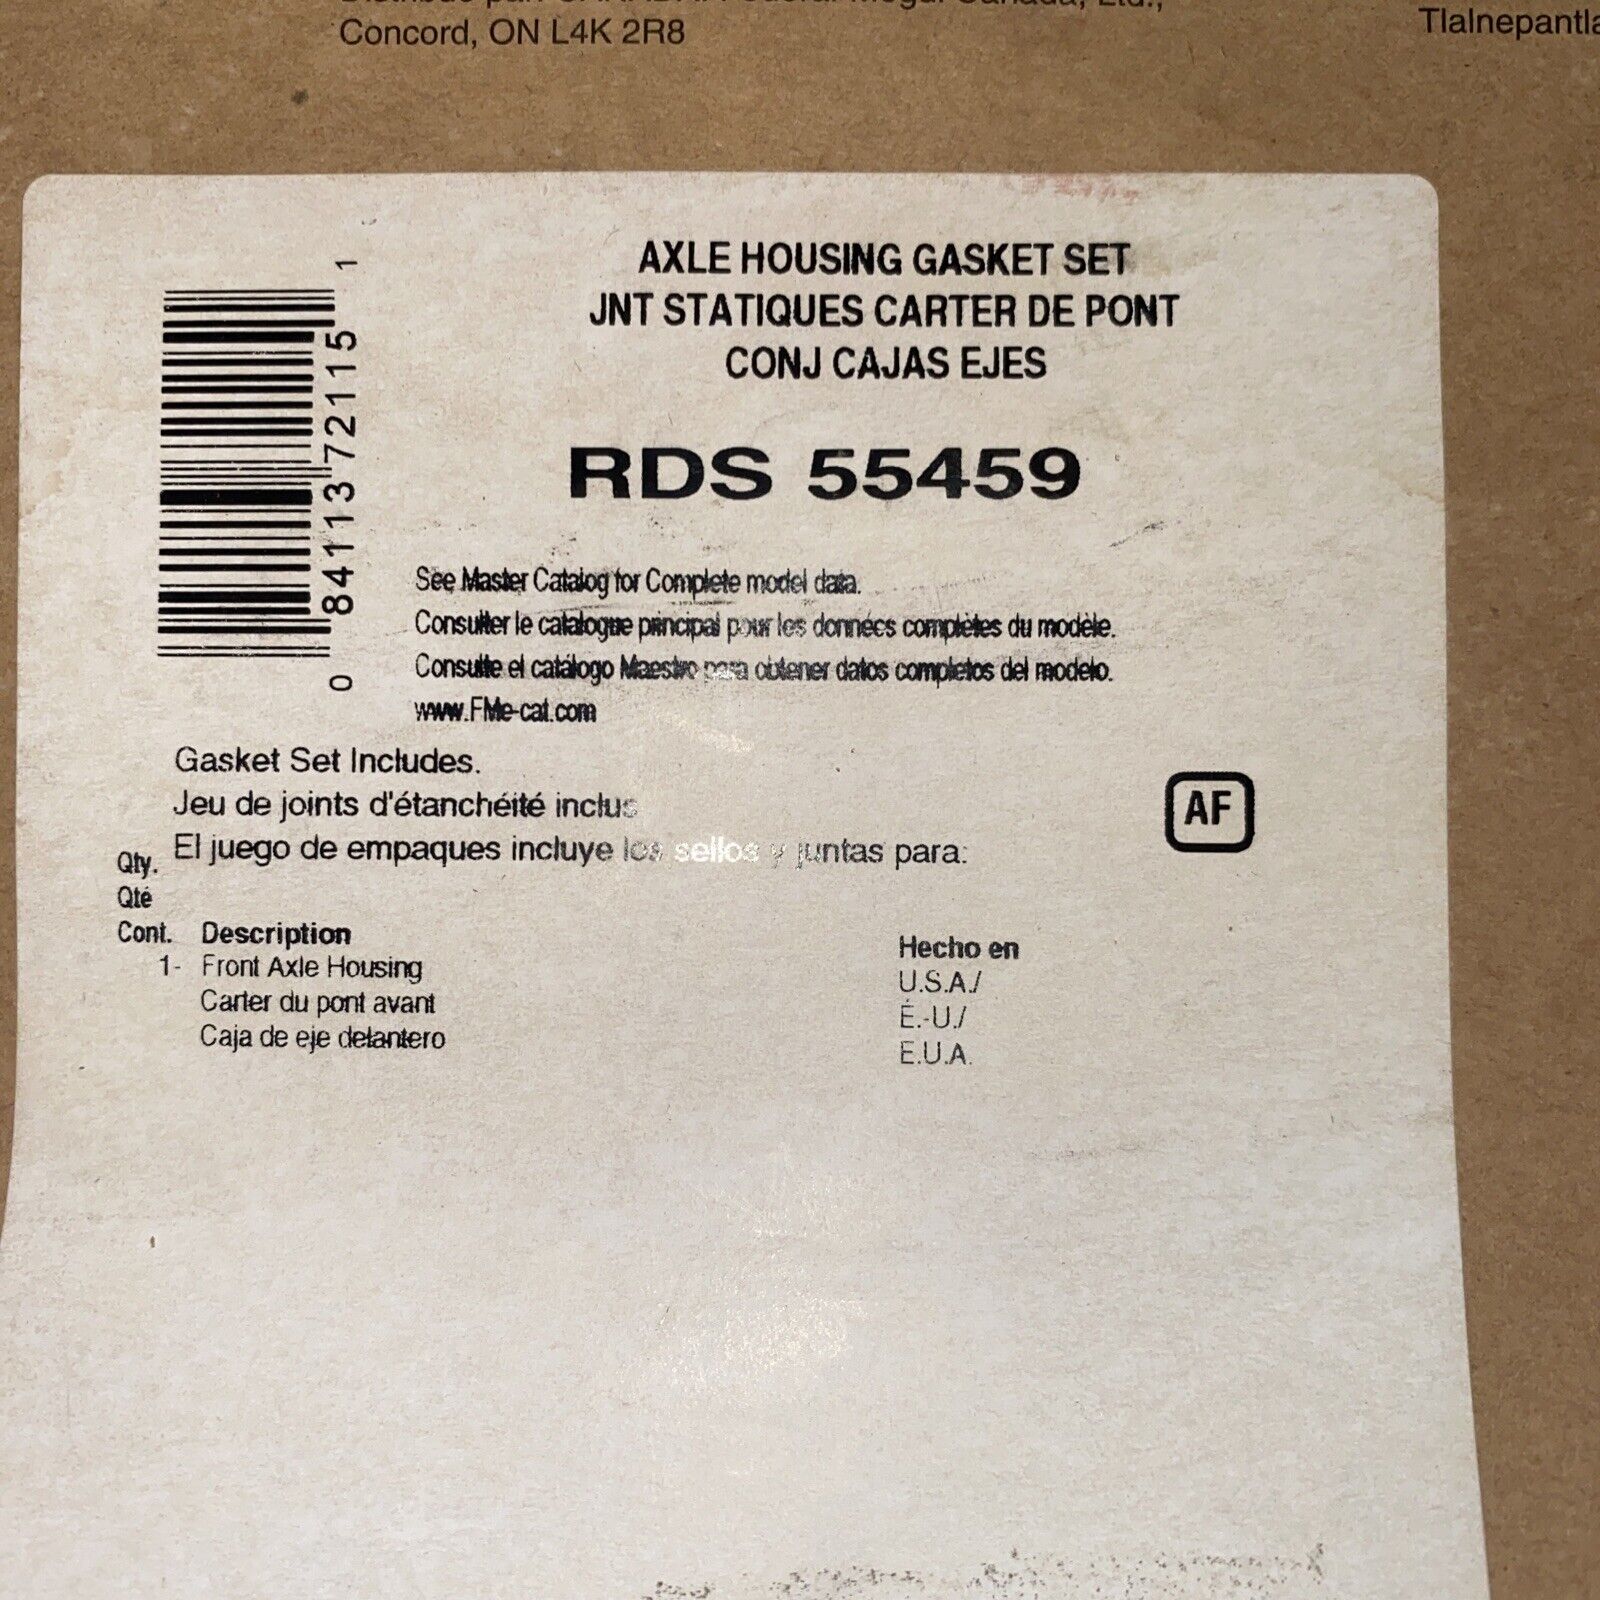 Concord, ON L4K 2R8
AXLE HOUSING GASKET SET
JNT STATIQUES CARTER DE PONT
CONJ CAJAS EJES
RDS 55459
0 84113 72115 1
See Master Catalog for Complete model data.
Consulter le catalogue principal pour les données complètes du modèle.
Consulte el catálogo Maestro para obtener datos completos del modelo.
www.FMe-cat.com
Gasket Set Includes.
Jeu de joints d'étanchéité inclus
El juego de empaques incluye los sellos y juntas para:
AF
Qty.
Qté
Cont. Description
1- Front Axle Housing
Carter du pont avant
Caja de eje delantero
Hecho en
U.S.A./
É.-U./
E.U.A.